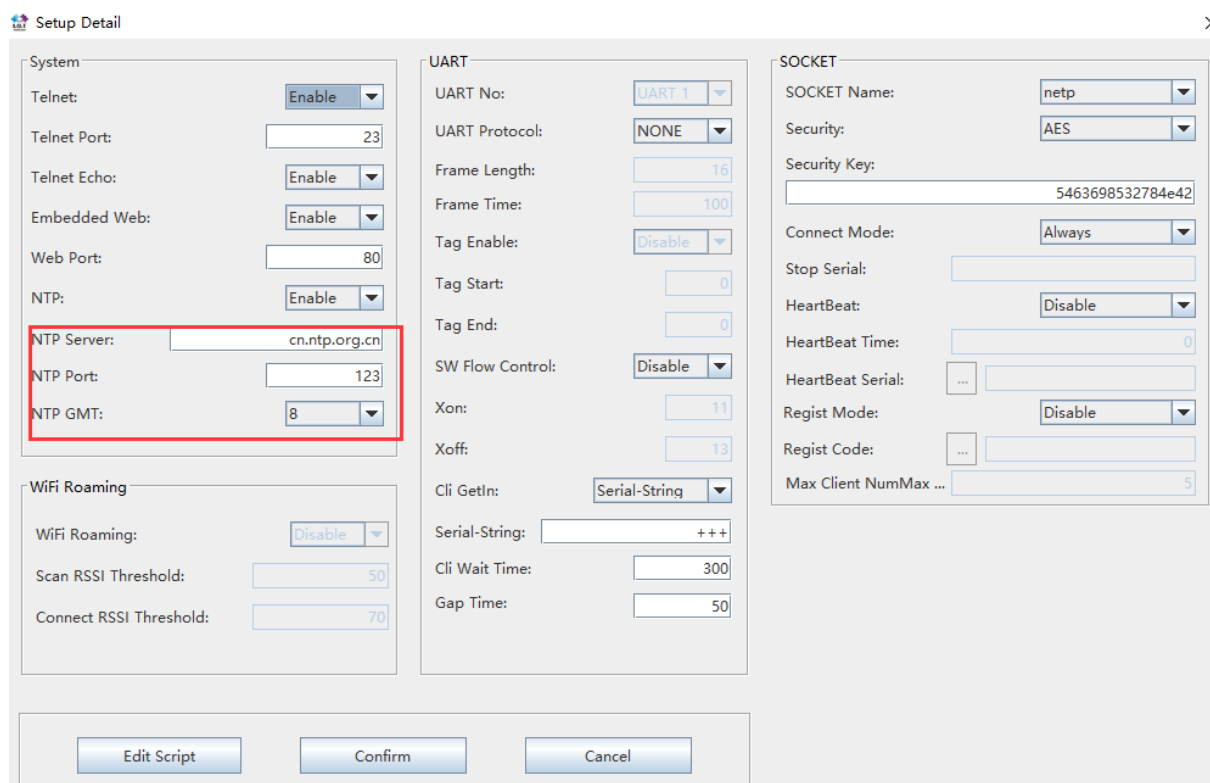 Setup Detail
System
Telnet: Enable
Telnet Port: 23
Telnet Echo: Enable
Embedded Web: Enable
Web Port: 80
NTP: Enable
NTP Server: cn.ntp.org.cn
NTP Port: 123
NTP GMT: 8
WiFi Roaming
WiFi Roaming: Disable
Scan RSSI Threshold: 50
Connect RSSI Threshold: 70
UART
UART No: UART 1
UART Protocol: NONE
Frame Length: 16
Frame Time: 100
Tag Enable: Disable
Tag Start: 0
Tag End: 0
SW Flow Control: Disable
Xon: 11
Xoff: 13
Cli GetIn: Serial-String
Serial-String: +++
Cli Wait Time: 300
Gap Time: 50
SOCKET
SOCKET Name: netp
Security: AES
Security Key:
5463698532784e42
Connect Mode: Always
Stop Serial:
HeartBeat: Disable
HeartBeat Time: 0
HeartBeat Serial: ...
Regist Mode: Disable
Regist Code: ...
Max Client NumMax ... 5
Edit Script Confirm Cancel